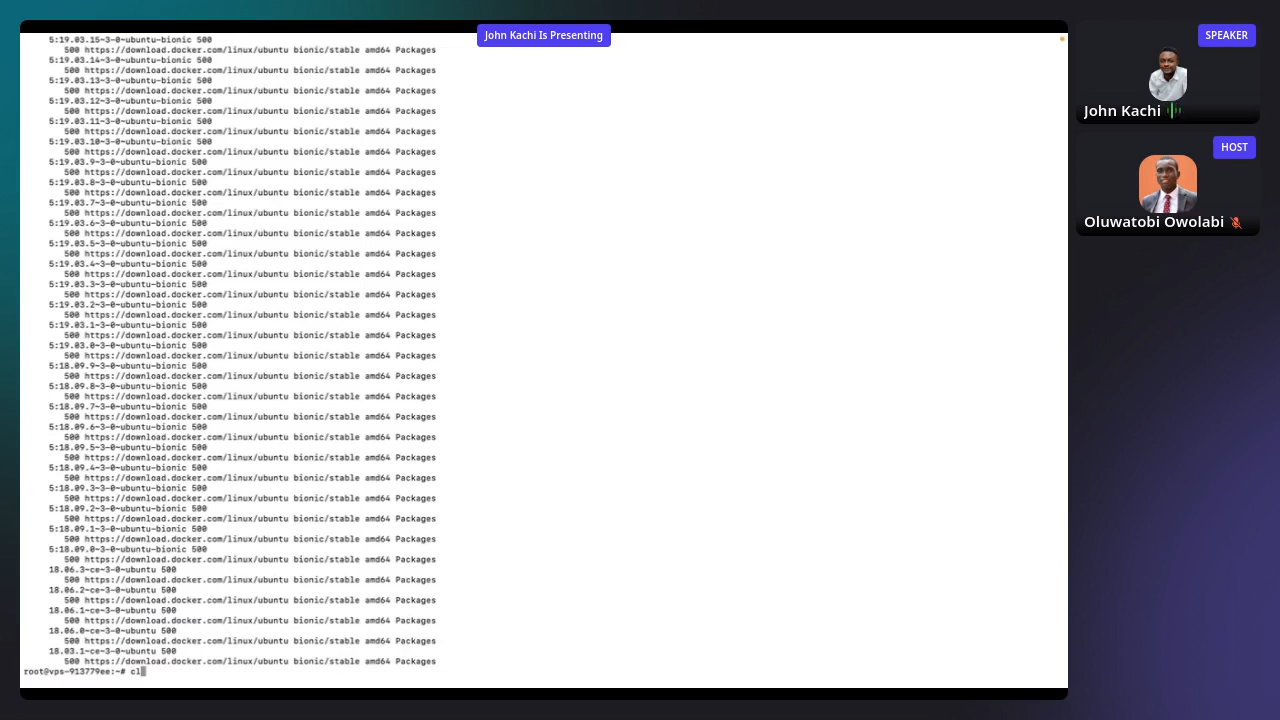 John Kachi Is Presenting
5:19.03.15~3-0~ubuntu-bionic 500
500 https://download.docker.com/linux/ubuntu bionic/stable amd64 Packages
5:19.03.14~3-0~ubuntu-bionic 500
500 https://download.docker.com/linux/ubuntu bionic/stable amd64 Packages
5:19.03.13~3-0~ubuntu-bionic 500
500 https://download.docker.com/linux/ubuntu bionic/stable amd64 Packages
5:19.03.12~3-0~ubuntu-bionic 500
500 https://download.docker.com/linux/ubuntu bionic/stable amd64 Packages
5:19.03.11~3-0~ubuntu-bionic 500
500 https://download.docker.com/linux/ubuntu bionic/stable amd64 Packages
5:19.03.10~3-0~ubuntu-bionic 500
500 https://download.docker.com/linux/ubuntu bionic/stable amd64 Packages
5:19.03.9~3-0~ubuntu-bionic 500
500 https://download.docker.com/linux/ubuntu bionic/stable amd64 Packages
5:19.03.8~3-0~ubuntu-bionic 500
500 https://download.docker.com/linux/ubuntu bionic/stable amd64 Packages
5:19.03.7~3-0~ubuntu-bionic 500
500 https://download.docker.com/linux/ubuntu bionic/stable amd64 Packages
5:19.03.6~3-0~ubuntu-bionic 500
500 https://download.docker.com/linux/ubuntu bionic/stable amd64 Packages
5:19.03.5~3-0~ubuntu-bionic 500
500 https://download.docker.com/linux/ubuntu bionic/stable amd64 Packages
5:19.03.4~3-0~ubuntu-bionic 500
500 https://download.docker.com/linux/ubuntu bionic/stable amd64 Packages
5:19.03.3~3-0~ubuntu-bionic 500
500 https://download.docker.com/linux/ubuntu bionic/stable amd64 Packages
5:19.03.2~3-0~ubuntu-bionic 500
500 https://download.docker.com/linux/ubuntu bionic/stable amd64 Packages
5:19.03.1~3-0~ubuntu-bionic 500
500 https://download.docker.com/linux/ubuntu bionic/stable amd64 Packages
5:19.03.0~3-0~ubuntu-bionic 500
500 https://download.docker.com/linux/ubuntu bionic/stable amd64 Packages
5:18.09.9~3-0~ubuntu-bionic 500
500 https://download.docker.com/linux/ubuntu bionic/stable amd64 Packages
5:18.09.8~3-0~ubuntu-bionic 500
500 https://download.docker.com/linux/ubuntu bionic/stable amd64 Packages
5:18.09.7~3-0~ubuntu-bionic 500
500 https://download.docker.com/linux/ubuntu bionic/stable amd64 Packages
5:18.09.6~3-0~ubuntu-bionic 500
500 https://download.docker.com/linux/ubuntu bionic/stable amd64 Packages
5:18.09.5~3-0~ubuntu-bionic 500
500 https://download.docker.com/linux/ubuntu bionic/stable amd64 Packages
5:18.09.4~3-0~ubuntu-bionic 500
500 https://download.docker.com/linux/ubuntu bionic/stable amd64 Packages
5:18.09.3~3-0~ubuntu-bionic 500
500 https://download.docker.com/linux/ubuntu bionic/stable amd64 Packages
5:18.09.2~3-0~ubuntu-bionic 500
500 https://download.docker.com/linux/ubuntu bionic/stable amd64 Packages
5:18.09.1~3-0~ubuntu-bionic 500
500 https://download.docker.com/linux/ubuntu bionic/stable amd64 Packages
5:18.09.0~3-0~ubuntu-bionic 500
500 https://download.docker.com/linux/ubuntu bionic/stable amd64 Packages
18.06.3~ce~3-0~ubuntu 500
500 https://download.docker.com/linux/ubuntu bionic/stable amd64 Packages
18.06.2~ce~3-0~ubuntu 500
500 https://download.docker.com/linux/ubuntu bionic/stable amd64 Packages
18.06.1~ce~3-0~ubuntu 500
500 https://download.docker.com/linux/ubuntu bionic/stable amd64 Packages
18.06.0~ce~3-0~ubuntu 500
500 https://download.docker.com/linux/ubuntu bionic/stable amd64 Packages
18.03.1~ce~3-0~ubuntu 500
500 https://download.docker.com/linux/ubuntu bionic/stable amd64 Packages
root@vps-913779ee:~# cl
SPEAKER
John Kachi
HOST
Oluwatobi Owolabi